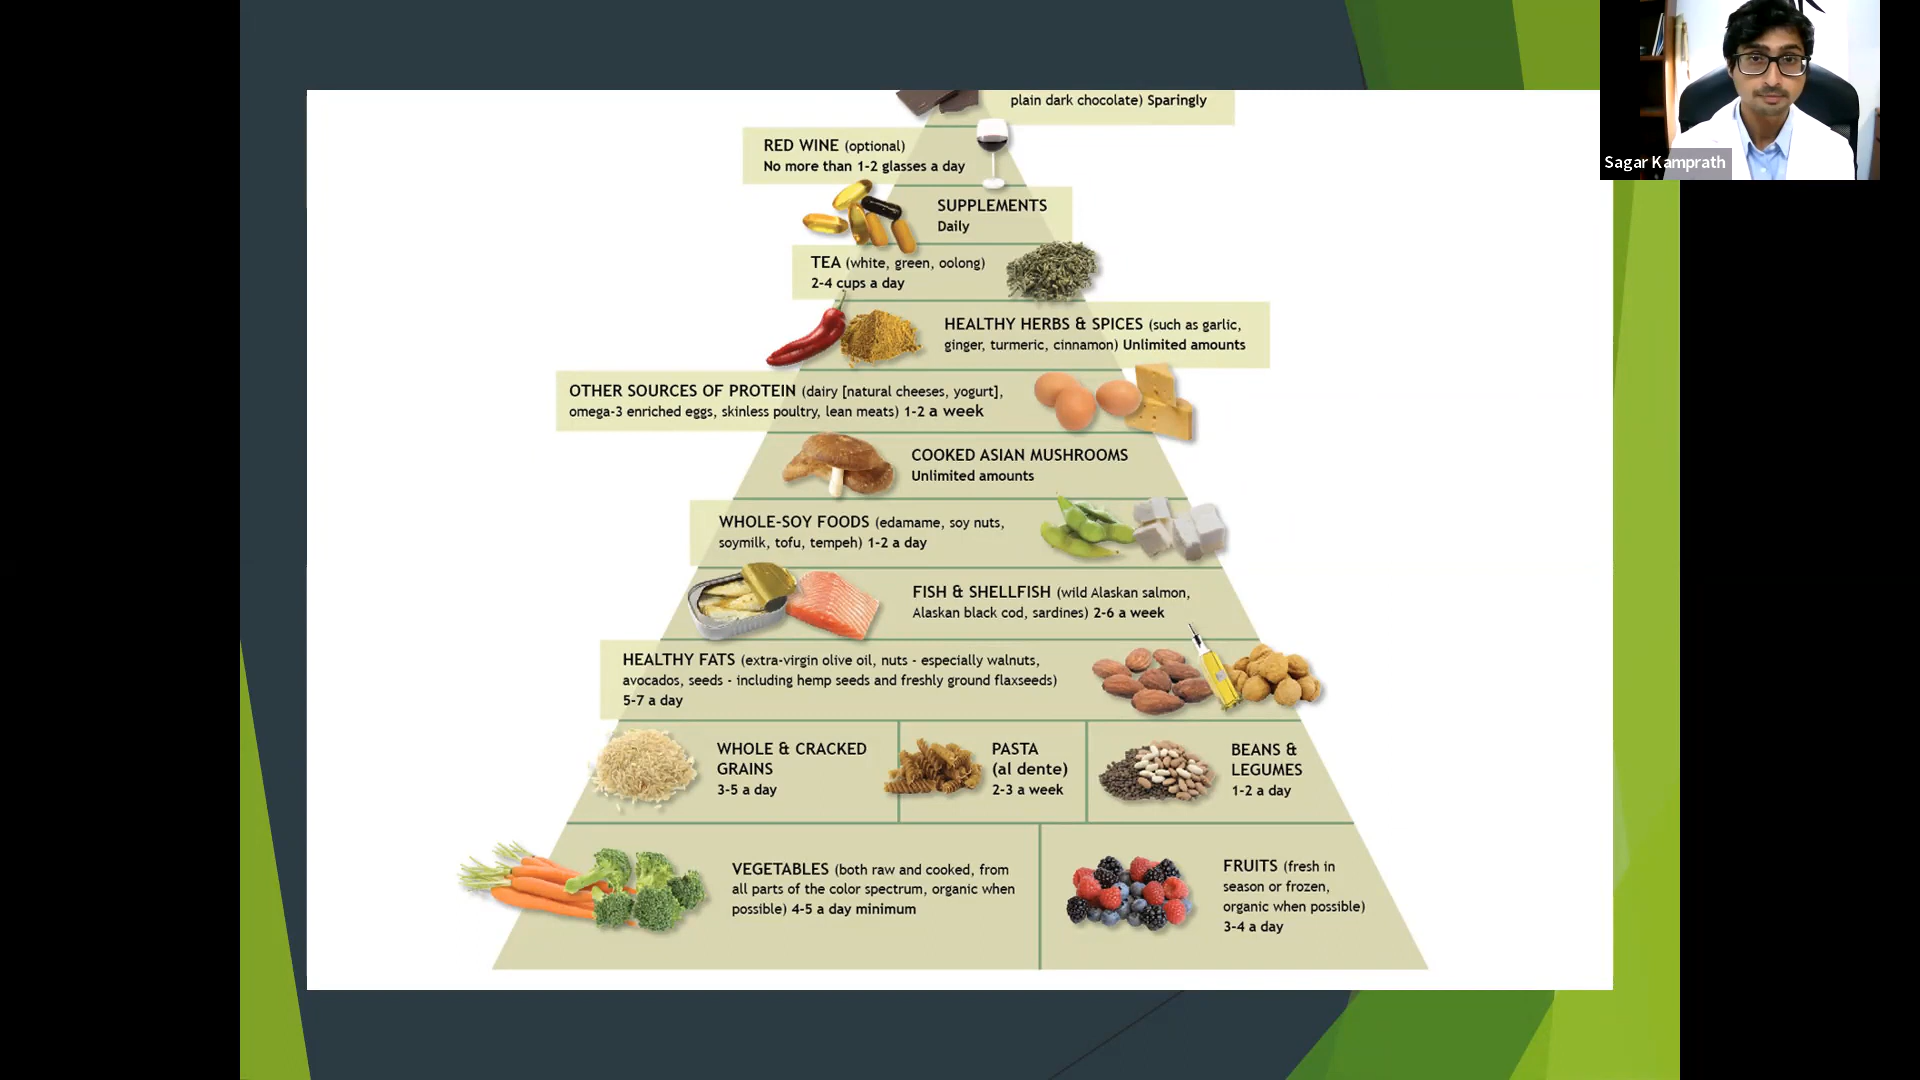 plain dark chocolate) Sparingly
RED WINE (optional)
No more than 1-2 glasses a day
SUPPLEMENTS
Daily
TEA (white, green, oolong)
2-4 cups a day
HEALTHY HERBS & SPICES (such as garlic,
ginger, turmeric, cinnamon) Unlimited amounts
OTHER SOURCES OF PROTEIN (dairy [natural cheeses, yogurt],
omega-3 enriched eggs, skinless poultry, lean meats) 1-2 a week
COOKED ASIAN MUSHROOMS
Unlimited amounts
WHOLE-SOY FOODS (edamame, soy nuts,
soymilk, tofu, tempeh) 1-2 a day
FISH & SHELLFISH (wild Alaskan salmon,
Alaskan black cod, sardines) 2-6 a week
HEALTHY FATS (extra-virgin olive oil, nuts - especially walnuts,
avocados, seeds - including hemp seeds and freshly ground flaxseeds)
5-7 a day
WHOLE & CRACKED
GRAINS
3-5 a day
PASTA
(al dente)
2-3 a week
BEANS &
LEGUMES
1-2 a day
VEGETABLES (both raw and cooked, from
all parts of the color spectrum, organic when
possible) 4-5 a day minimum
FRUITS (fresh in
season or frozen,
organic when possible)
3-4 a day
Sagar Kamprath